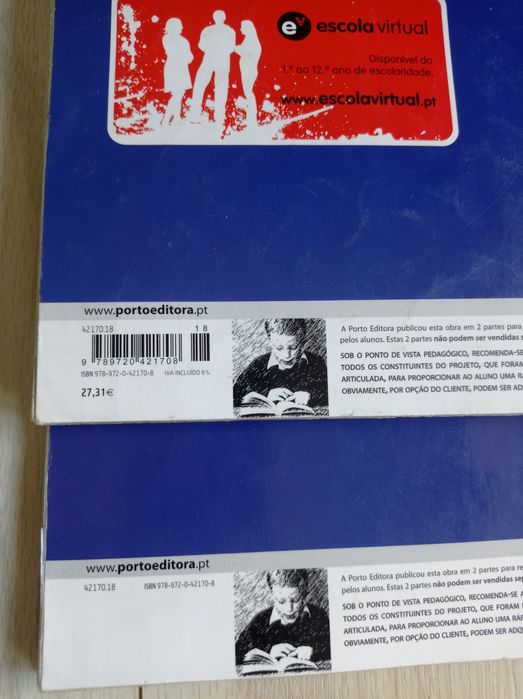 e escolavirtual
Disponível do
1.º ao 12.º ano de escolaridade.
www.escolavirtual.pt
www.portoeditora.pt
42170.18
18
9 789720 421708
ISBN 978-972-0-42170-8 IVA INCLUÍDO 6%
27,31€
A Porto Editora publicou esta obra em 2 partes para
pelos alunos. Estas 2 partes não podem ser vendidas s
SOB O PONTO DE VISTA PEDAGÓGICO, RECOMENDA-SE
TODOS OS CONSTITUINTES DO PROJETO, QUE FORAM
ARTICULADA, PARA PROPORCIONAR AO ALUNO UMA RÁ
OBVIAMENTE, POR OPÇÃO DO CLIENTE, PODEM SER ADQ
www.portoeditora.pt
42170.18 ISBN 978-972-0-42170-8
A Porto Editora publicou esta obra em 2 partes para re
pelos alunos. Estas 2 partes não podem ser vendidas sep
SOB O PONTO DE VISTA PEDAGÓGICO, RECOMENDA-SE A
TODOS OS CONSTITUINTES DO PROJETO, QUE FORAM
ARTICULADA, PARA PROPORCIONAR AO ALUNO UMA RÁP
OBVIAMENTE, POR OPÇÃO DO CLIENTE, PODEM SER ADQ